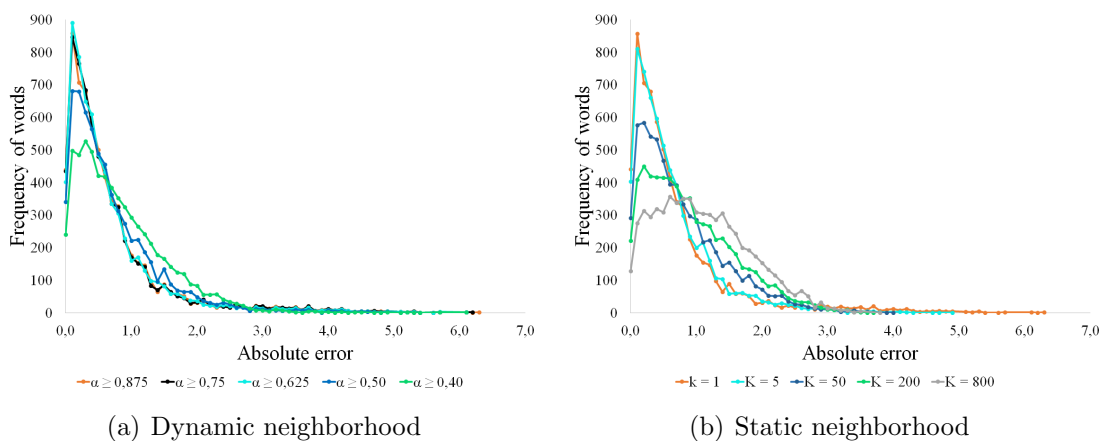 900
800
700
600
500
400
300
200
100
0
Frequency of words
0,0 1,0 2,0 3,0 4,0 5,0 6,0 7,0
Absolute error
α ≥ 0,875 α ≥ 0,75 α ≥ 0,625 α ≥ 0,50 α ≥ 0,40
(a) Dynamic neighborhood
900
800
700
600
500
400
300
200
100
0
Frequency of words
0,0 1,0 2,0 3,0 4,0 5,0 6,0 7,0
Absolute error
k = 1 K = 5 K = 50 K = 200 K = 800
(b) Static neighborhood